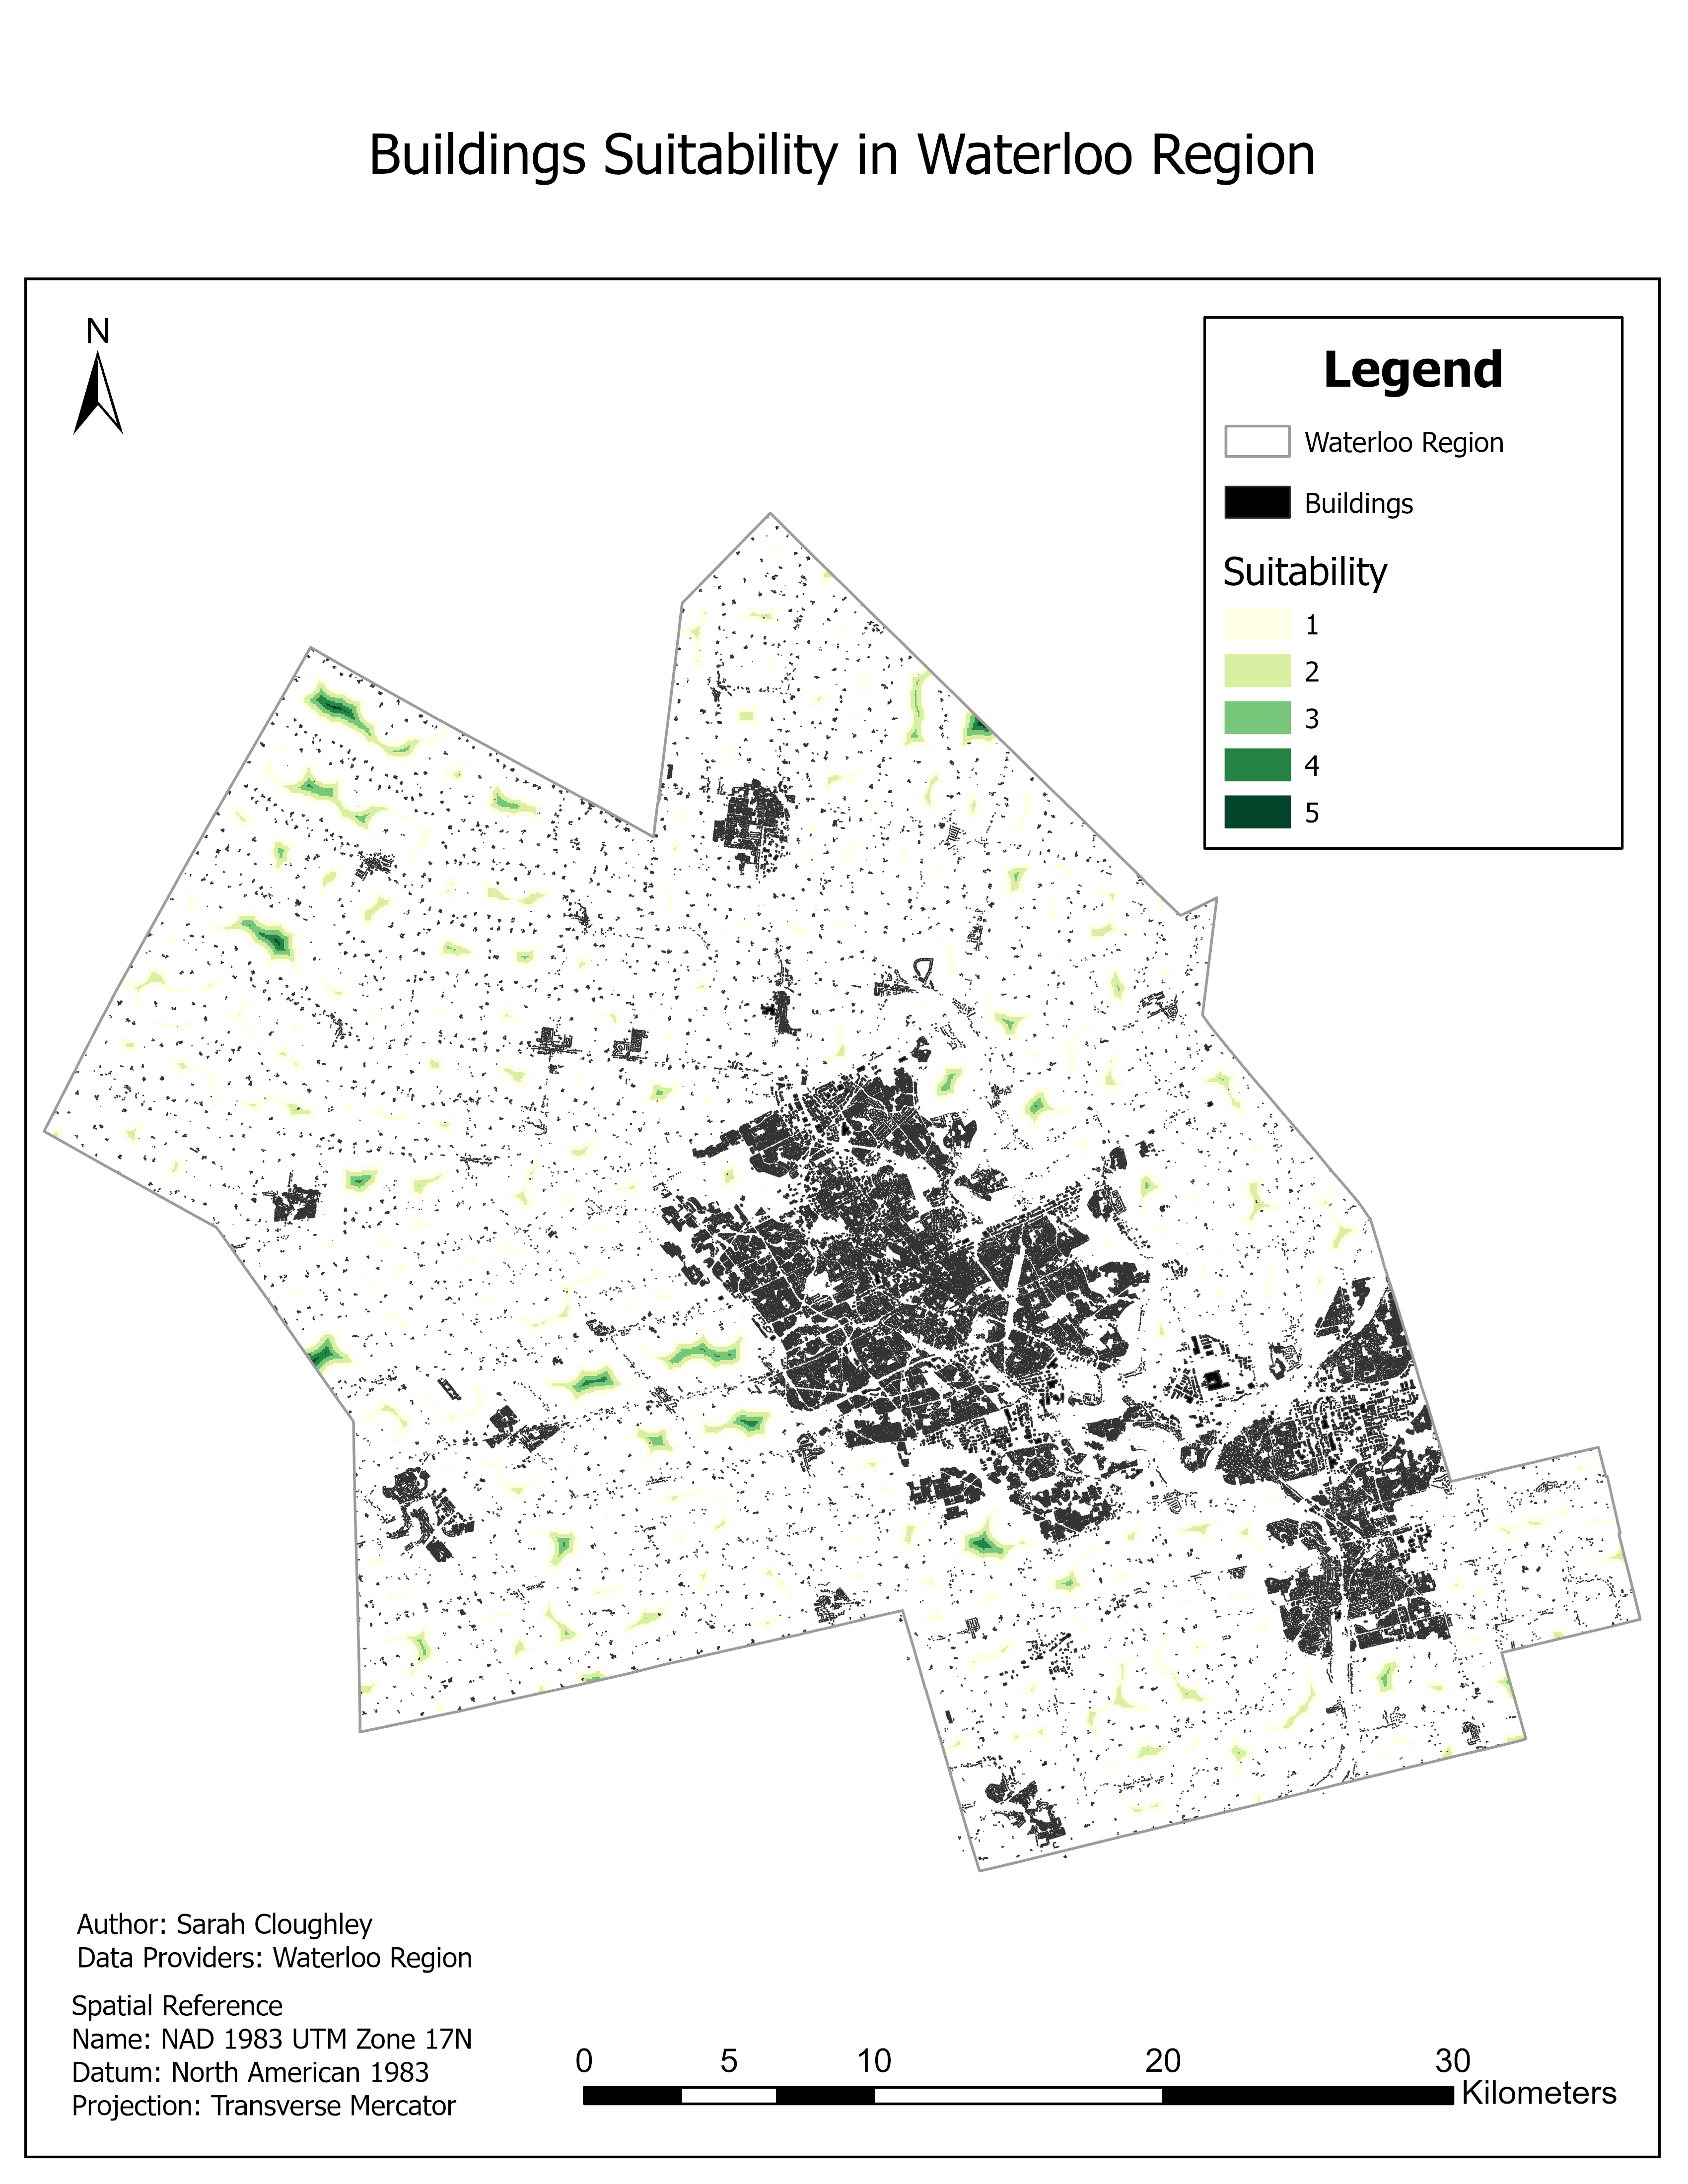 Buildings Suitability in Waterloo Region
N
Legend
Waterloo Region
Buildings
Suitability
1
2
3
4
5
Author: Sarah Cloughley
Data Providers: Waterloo Region
Spatial Reference
Name: NAD 1983 UTM Zone 17N
Datum: North American 1983
Projection: Transverse Mercator
0 5 10 20 30
Kilometers